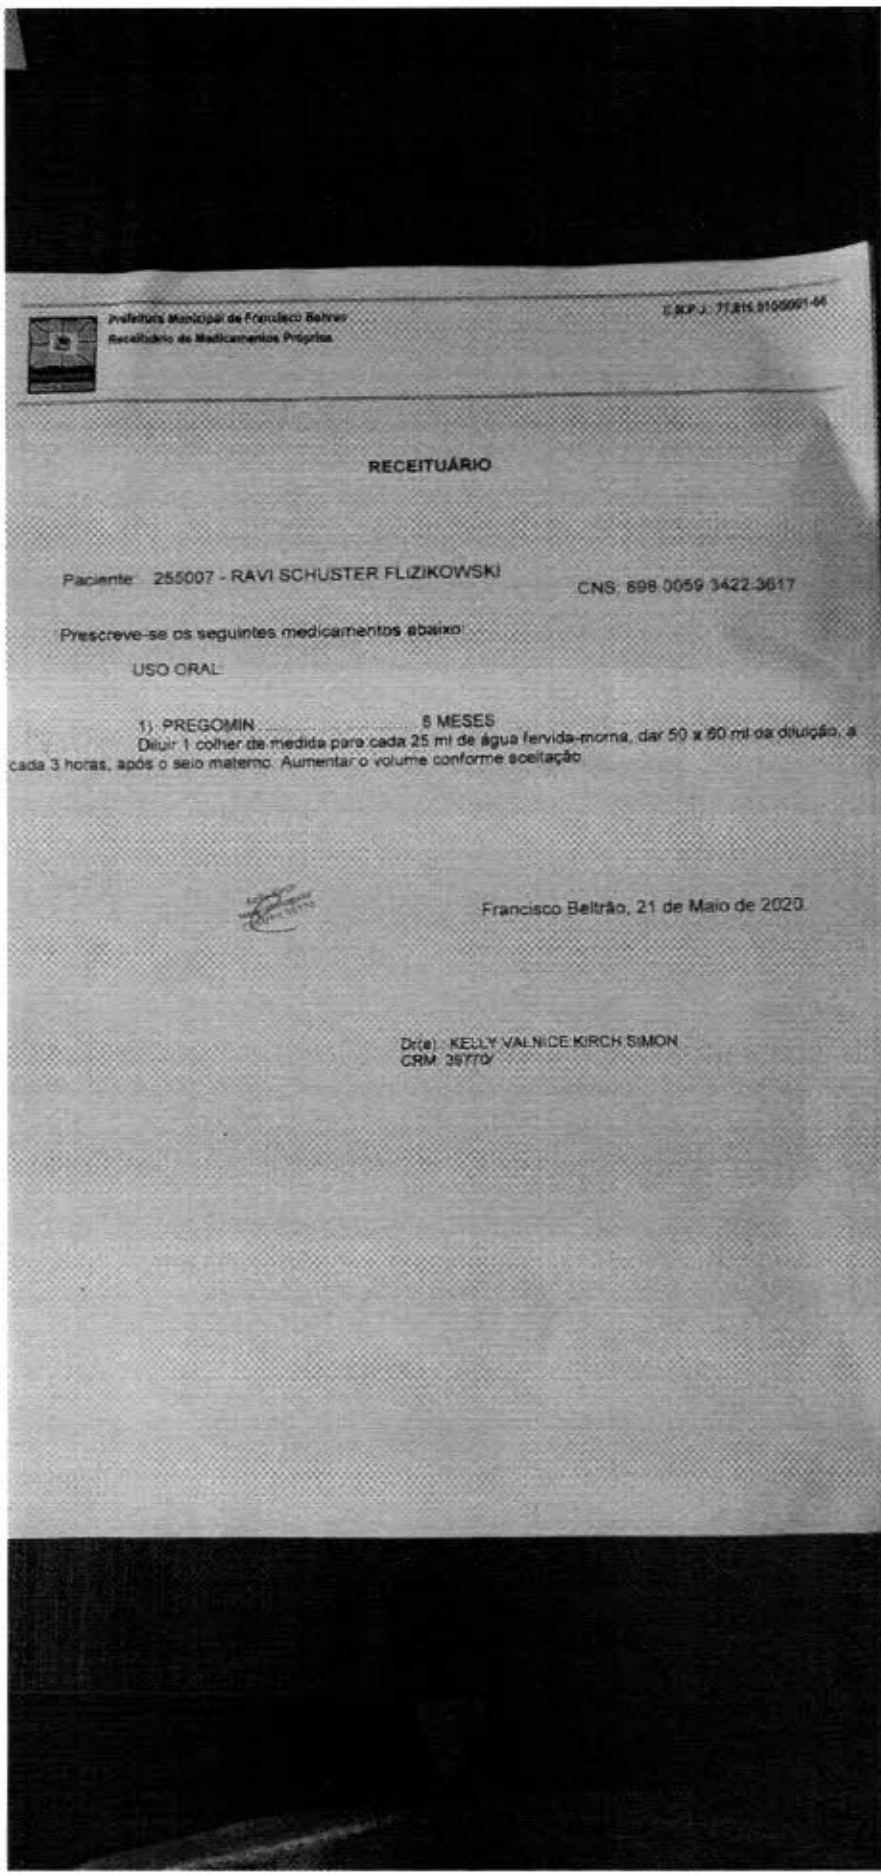 Prefeitura Municipal de Francisco Beltrao
Receituário de Medicamentos Próprios
C.N.P.J.:
RECEITUÁRIO
Paciente: 255007 - RAVI SCHUSTER FLIZIKOWSKI
CNS: 898 0059 3422 3617
Prescreve-se os seguintes medicamentos abaixo:
USO ORAL:
1) PREGOMIN ........................... 6 MESES
Diluir 1 colher de medida para cada 25 ml de água fervida-morna, dar 50 a 60 ml da diluição, a
cada 3 horas, após o seio materno. Aumentar o volume conforme aceitação
Francisco Beltrão, 21 de Maio de 2020.
Dr(a).: KELLY VALNICE KIRCH SIMON
CRM: